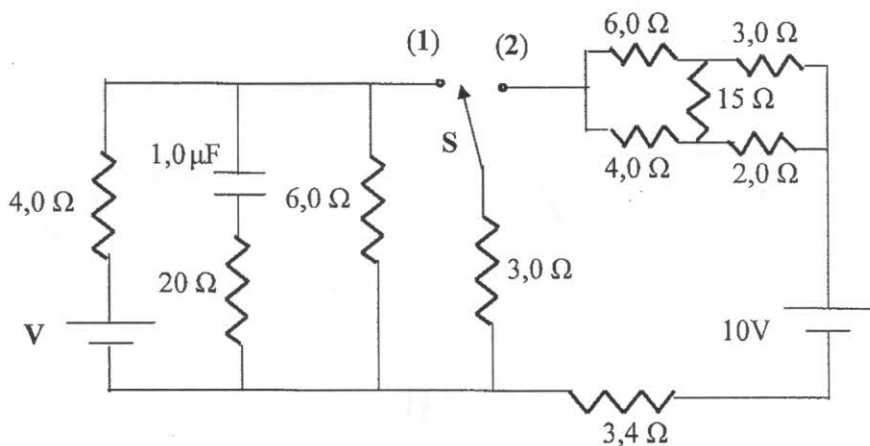 6,0 Ω
3,0 Ω
(1)
(2)
15 Ω
1,0 μF
S
4,0 Ω
2,0 Ω
4,0 Ω
6,0 Ω
20 Ω
3,0 Ω
V
10V
3,4 Ω